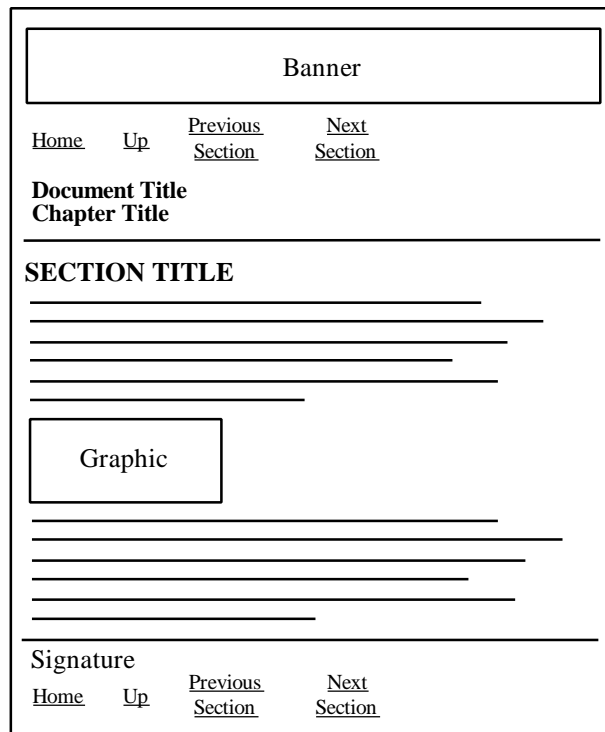 Banner
Home Up Previous Section Next Section
Document Title
Chapter Title
SECTION TITLE
Graphic
Signature
Home Up Previous Section Next Section